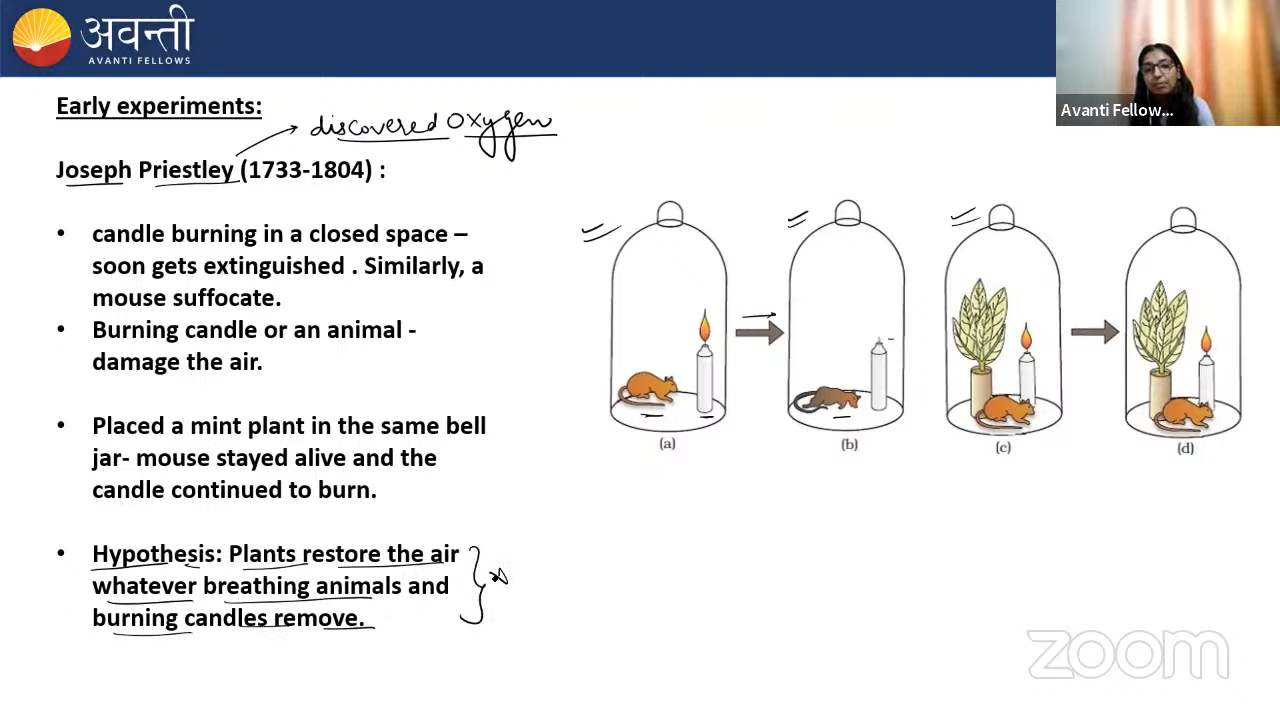 अवन्ती
AVANTI FELLOWS
Avanti Fellow...
Early experiments:
discovered Oxygen
Joseph Priestley (1733-1804) :
• candle burning in a closed space –
soon gets extinguished . Similarly, a
mouse suffocate.
• Burning candle or an animal -
damage the air.
• Placed a mint plant in the same bell
jar- mouse stayed alive and the
candle continued to burn.
• Hypothesis: Plants restore the air
whatever breathing animals and
burning candles remove.
(a)
(b)
(c)
(d)
zoom